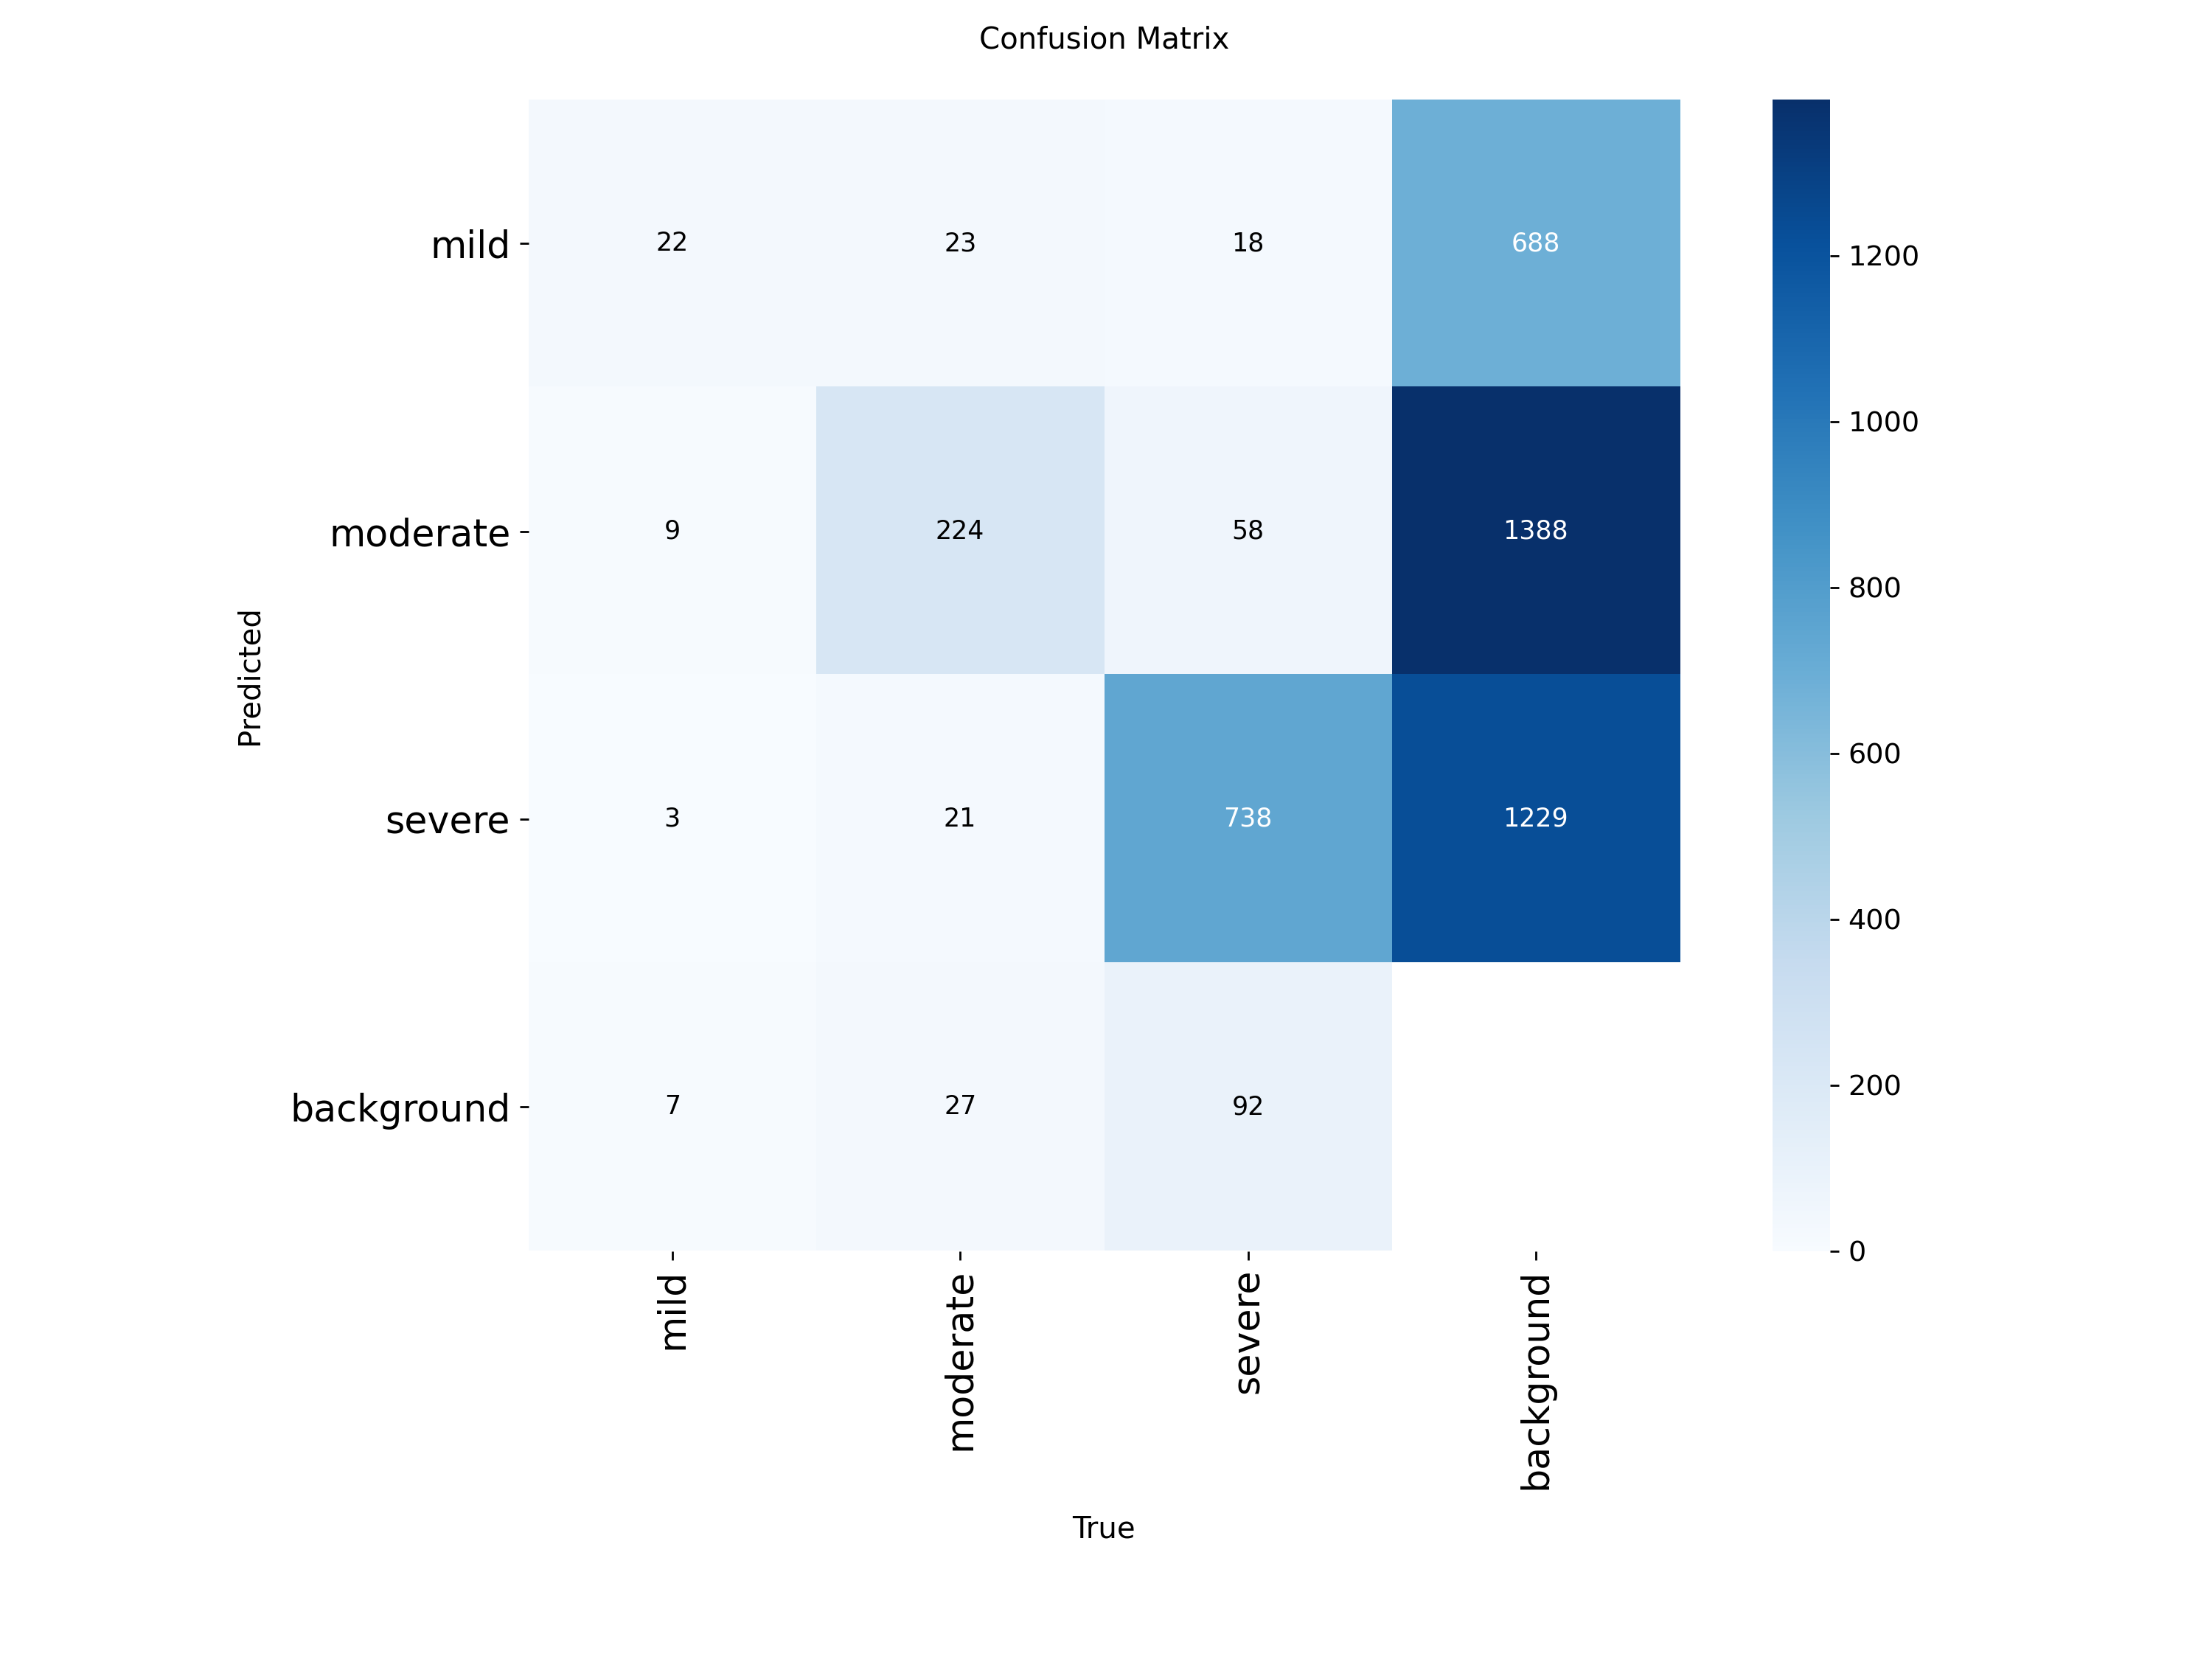 Confusion Matrix
mild 22 23 18 688
moderate 9 224 58 1388
severe 3 21 738 1229
background 7 27 92
mild moderate severe background
Predicted
True
1200
1000
800
600
400
200
0